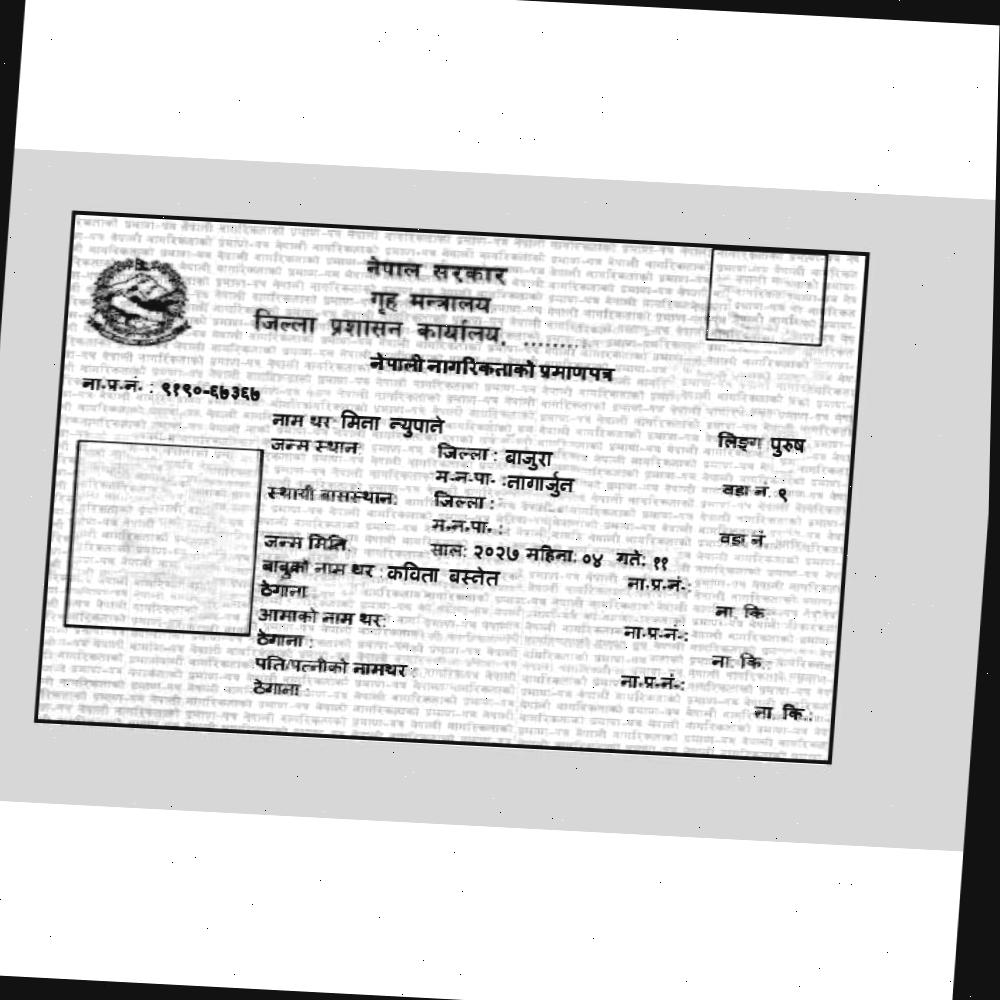 नेपाल सरकार
गृह मन्त्रालय
जिल्ला प्रशासन कार्यालय, .........
नेपाली नागरिकताको प्रमाणपत्र
ना.प्र.नं. : ९१९०-६७३६७
नाम थर मिना न्युपाने लिङ्ग पुरुष
जन्म स्थान: जिल्ला : बाजुरा
म.न.पा. : नागार्जुन वडा नं. ९
स्थायी बासस्थान: जिल्ला :
म.न.पा. : वडा नं.
जन्म मिति: साल: २०२७ महिना: ०४ गते: ११
बाबुको नाम थर : कविता बस्नेत ना.प्र.नं.:
ठेगाना : ना. कि.:
आमाको नाम थर: ना.प्र.नं.:
ठेगाना : ना. कि.:
पति/पत्नीको नामथर : ना.प्र.नं.:
ठेगाना : ना. कि.: